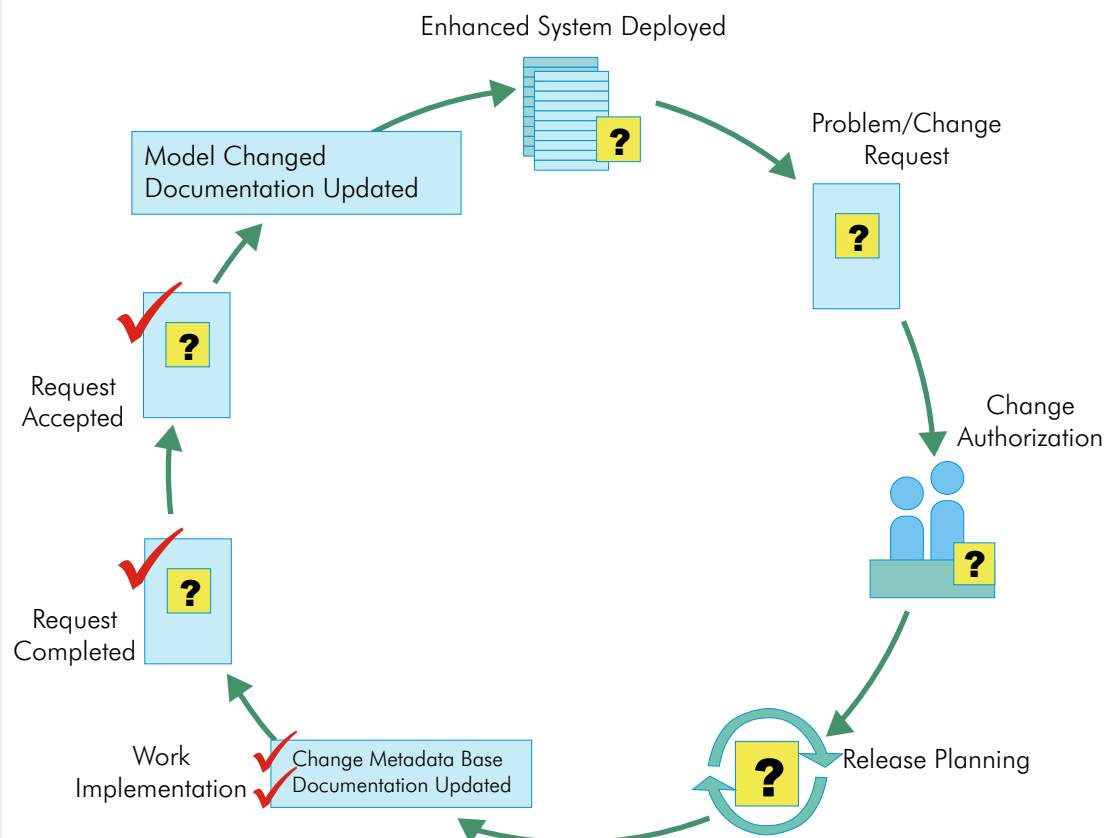 Enhanced System Deployed
?
Problem/Change
Request
?
Change
Authorization
?
Release Planning
?
Work
Implementation
Change Metadata Base
Documentation Updated
Request
Completed
?
Request
Accepted
?
Model Changed
Documentation Updated